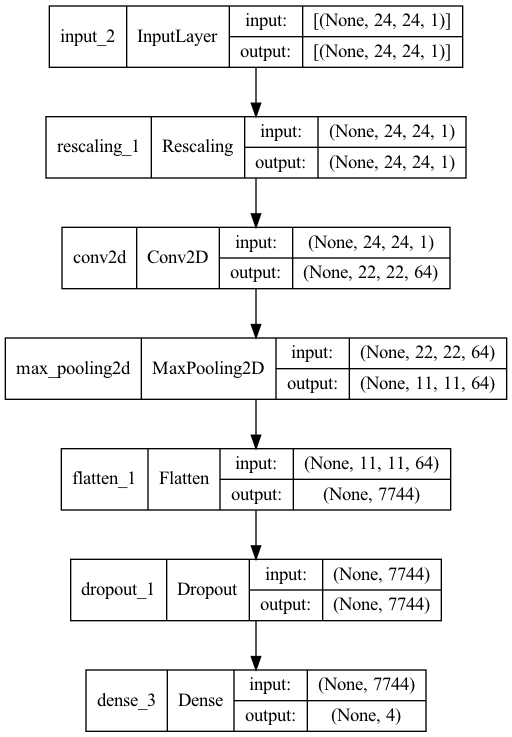 input_2 InputLayer input: [(None, 24, 24, 1)]
output: [(None, 24, 24, 1)]
rescaling_1 Rescaling input: (None, 24, 24, 1)
output: (None, 24, 24, 1)
conv2d Conv2D input: (None, 24, 24, 1)
output: (None, 22, 22, 64)
max_pooling2d MaxPooling2D input: (None, 22, 22, 64)
output: (None, 11, 11, 64)
flatten_1 Flatten input: (None, 11, 11, 64)
output: (None, 7744)
dropout_1 Dropout input: (None, 7744)
output: (None, 7744)
dense_3 Dense input: (None, 7744)
output: (None, 4)